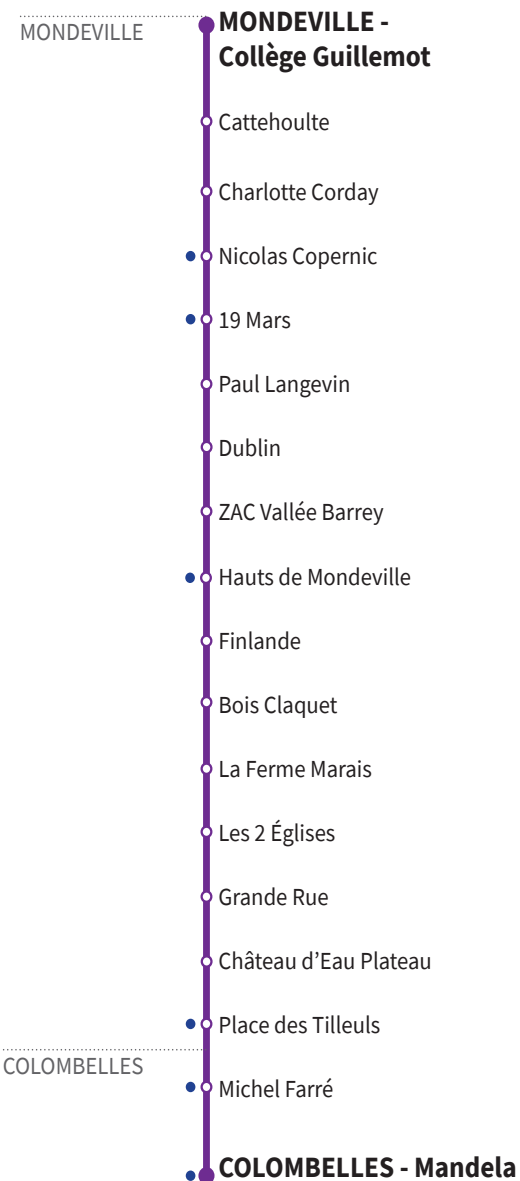 MONDEVILLE
MONDEVILLE -
Collège Guillemot
Cattehoulte
Charlotte Corday
Nicolas Copernic
19 Mars
Paul Langevin
Dublin
ZAC Vallée Barrey
Hauts de Mondeville
Finlande
Bois Claquet
La Ferme Marais
Les 2 Églises
Grande Rue
Château d’Eau Plateau
Place des Tilleuls
COLOMBELLES
Michel Farré
COLOMBELLES - Mandela